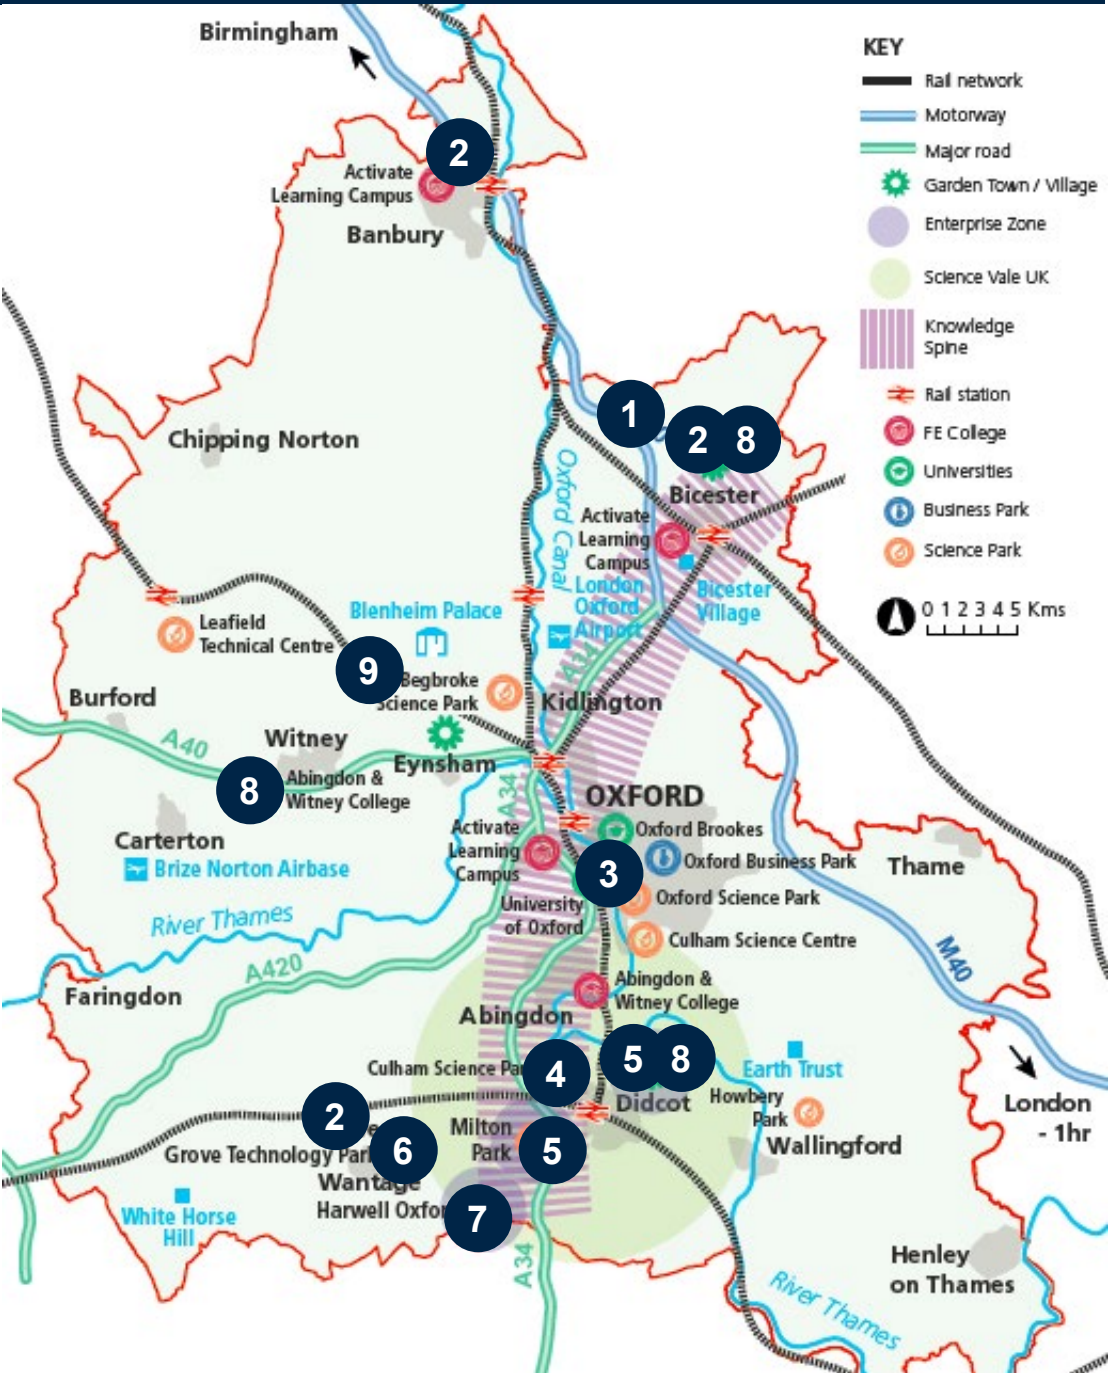 Birmingham
KEY
Rail network
Motorway
Major road
Garden Town / Village
Enterprise Zone
Science Vale UK
Knowledge
Spine
Rail station
FE College
Universities
Business Park
Science Park
0 1 2 3 4 5 Kms
2
Activate
Learning Campus
Banbury
1
2
8
Chipping Norton
Oxford Canal
Bicester
Activate
Learning
Campus
London
Oxford
Airport
Bicester
Village
A34
Leafield
Technical Centre
Blenheim Palace
9
Begbroke
Science Park
Kidlington
Burford
A40
Witney
Eynsham
8
Abingdon &
Witney College
A34
OXFORD
Carterton
Brize Norton Airbase
Activate
Learning
Campus
Oxford Brookes
Oxford Business Park
3
Oxford Science Park
University
of Oxford
Culham Science Centre
Thame
M40
River Thames
A420
Faringdon
Abingdon &
Witney College
Abingdon
Culham Science
4
5
8
Earth Trust
Didcot
Howbery
Park
Wallingford
London
- 1hr
2
Grove Technology
6
Milton
Park
5
Wantage
Harwell
7
White Horse
Hill
A34
Henley
on Thames
River Thames